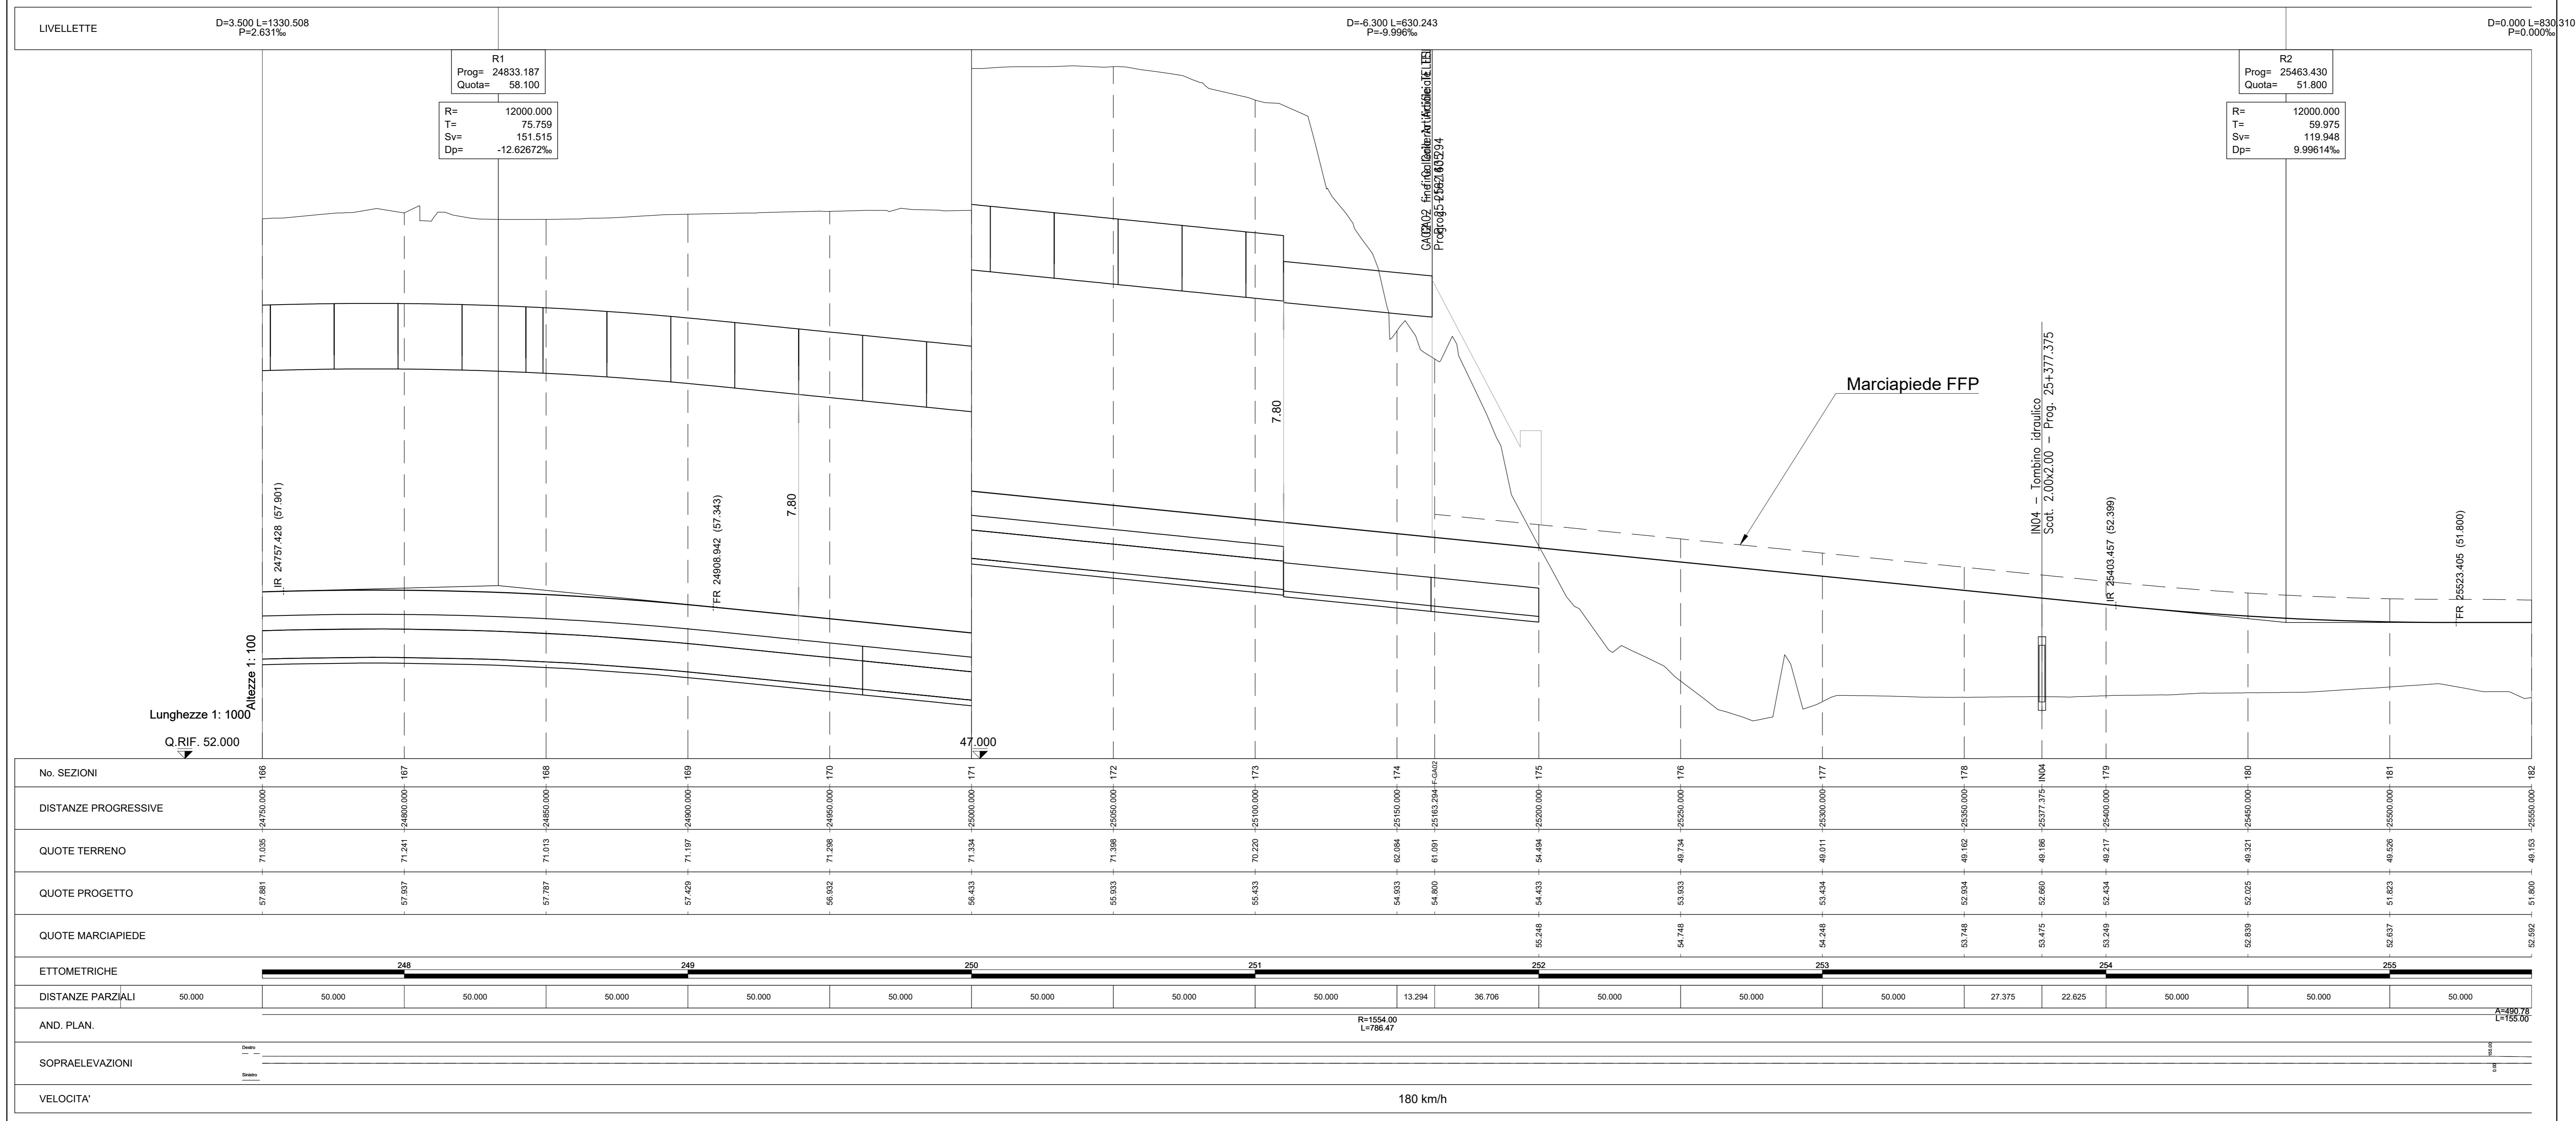 LIVELLETTE
D=3.500 L=1330.508
P=2.631‰
D=-6.300 L=630.243
P=-9.996‰
D=0.000 L=830.310
P=0.000‰
R1
Prog= 24833.187
Quota= 58.100
R= 12000.000
T= 75.759
Sv= 151.515
Dp= -12.62672‰
R2
Prog= 25463.430
Quota= 51.800
R= 12000.000
T= 59.975
Sv= 119.948
Dp= 9.99614‰
IR 24757.428 (57.901)
FR 24908.942 (57.343)
7.80
7.80
Marciapiede FFP
IN04 - Tombino idraulico
Scat. 2.00x2.00 - Prog. 25+377.375
IR 25403.457 (52.399)
FR 25523.405 (51.800)
Altezze 1: 100
Lunghezze 1: 1000
Q.RIF. 52.000
47.000
No. SEZIONI 166 167 168 169 170 171 172 173 174 F-GA02 175 176 177 178 IN04 179 180 181 182
DISTANZE PROGRESSIVE 24750.000 24800.000 24850.000 24900.000 24950.000 25000.000 25050.000 25100.000 25150.000 25163.294 25200.000 25250.000 25300.000 25350.000 25377.375 25400.000 25450.000 25500.000 25550.000
QUOTE TERRENO 71.035 71.241 71.013 71.197 71.298 71.334 71.398 70.220 62.084 61.091 54.494 49.734 49.011 49.162 49.186 49.217 49.321 49.526 49.153
QUOTE PROGETTO 57.881 57.937 57.787 57.429 56.932 56.433 55.933 55.433 54.933 54.800 54.433 53.933 53.434 52.934 52.660 52.434 52.025 51.823 51.800
QUOTE MARCIAPIEDE 55.248 54.748 54.248 53.748 53.475 53.249 52.839 52.637 52.592
ETTOMETRICHE 248 249 250 251 252 253 254 255
DISTANZE PARZIALI 50.000 50.000 50.000 50.000 50.000 50.000 50.000 50.000 50.000 13.294 36.706 50.000 50.000 50.000 27.375 22.625 50.000 50.000 50.000
AND. PLAN.
R=1554.00
L=786.47
A=490.78
L=155.00
SOPRAELEVAZIONI
Destro
Sinistro
155.00
0.00
VELOCITA' 180 km/h